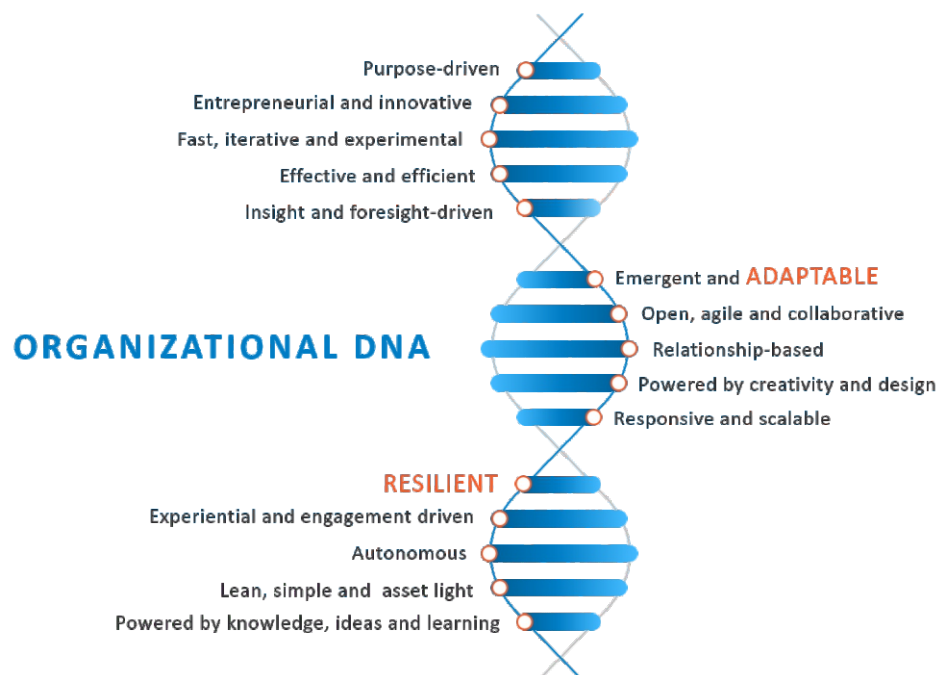 Purpose-driven
Entrepreneurial and innovative
Fast, iterative and experimental
Effective and efficient
Insight and foresight-driven
Emergent and ADAPTABLE
Open, agile and collaborative
ORGANIZATIONAL DNA
Relationship-based
Powered by creativity and design
Responsive and scalable
RESILIENT
Experiential and engagement driven
Autonomous
Lean, simple and asset light
Powered by knowledge, ideas and learning